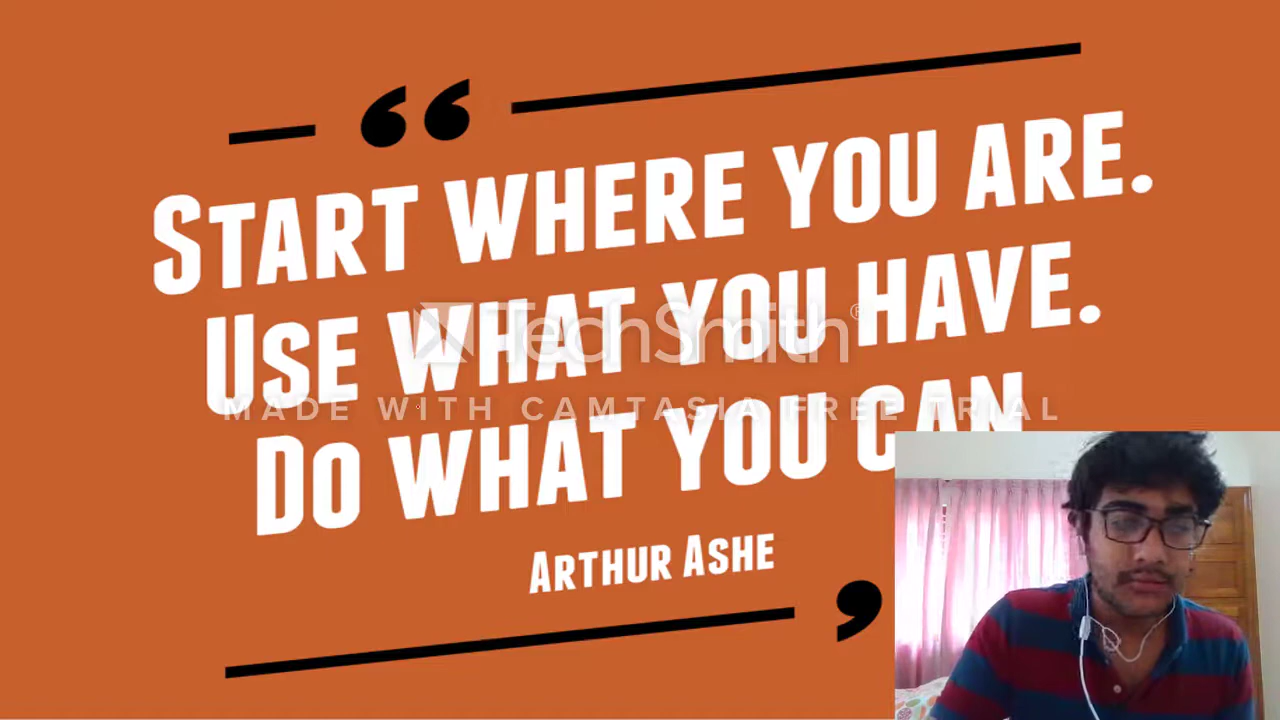 Start where you are.
Use what you have.
TechSmith®
MADE WITH CAMTASIA FREE TRIAL
Do what you can
Arthur Ashe